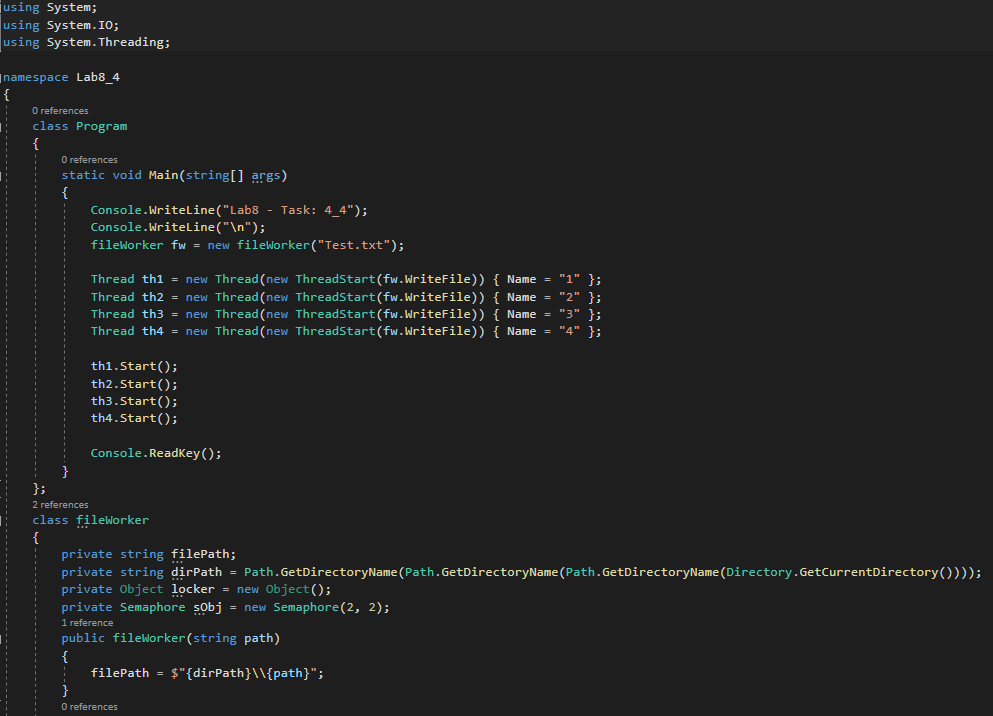 using System;
using System.IO;
using System.Threading;
namespace Lab8_4
{
0 references
class Program
{
0 references
static void Main(string[] args)
{
Console.WriteLine("Lab8 - Task: 4_4");
Console.WriteLine("\n");
fileWorker fw = new fileWorker("Test.txt");
Thread th1 = new Thread(new ThreadStart(fw.WriteFile)) { Name = "1" };
Thread th2 = new Thread(new ThreadStart(fw.WriteFile)) { Name = "2" };
Thread th3 = new Thread(new ThreadStart(fw.WriteFile)) { Name = "3" };
Thread th4 = new Thread(new ThreadStart(fw.WriteFile)) { Name = "4" };
th1.Start();
th2.Start();
th3.Start();
th4.Start();
Console.ReadKey();
}
};
2 references
class fileWorker
{
private string filePath;
private string dirPath = Path.GetDirectoryName(Path.GetDirectoryName(Path.GetDirectoryName(Directory.GetCurrentDirectory())));
private Object locker = new Object();
private Semaphore sObj = new Semaphore(2, 2);
1 reference
public fileWorker(string path)
{
filePath = $"{dirPath}\\{path}";
}
0 references